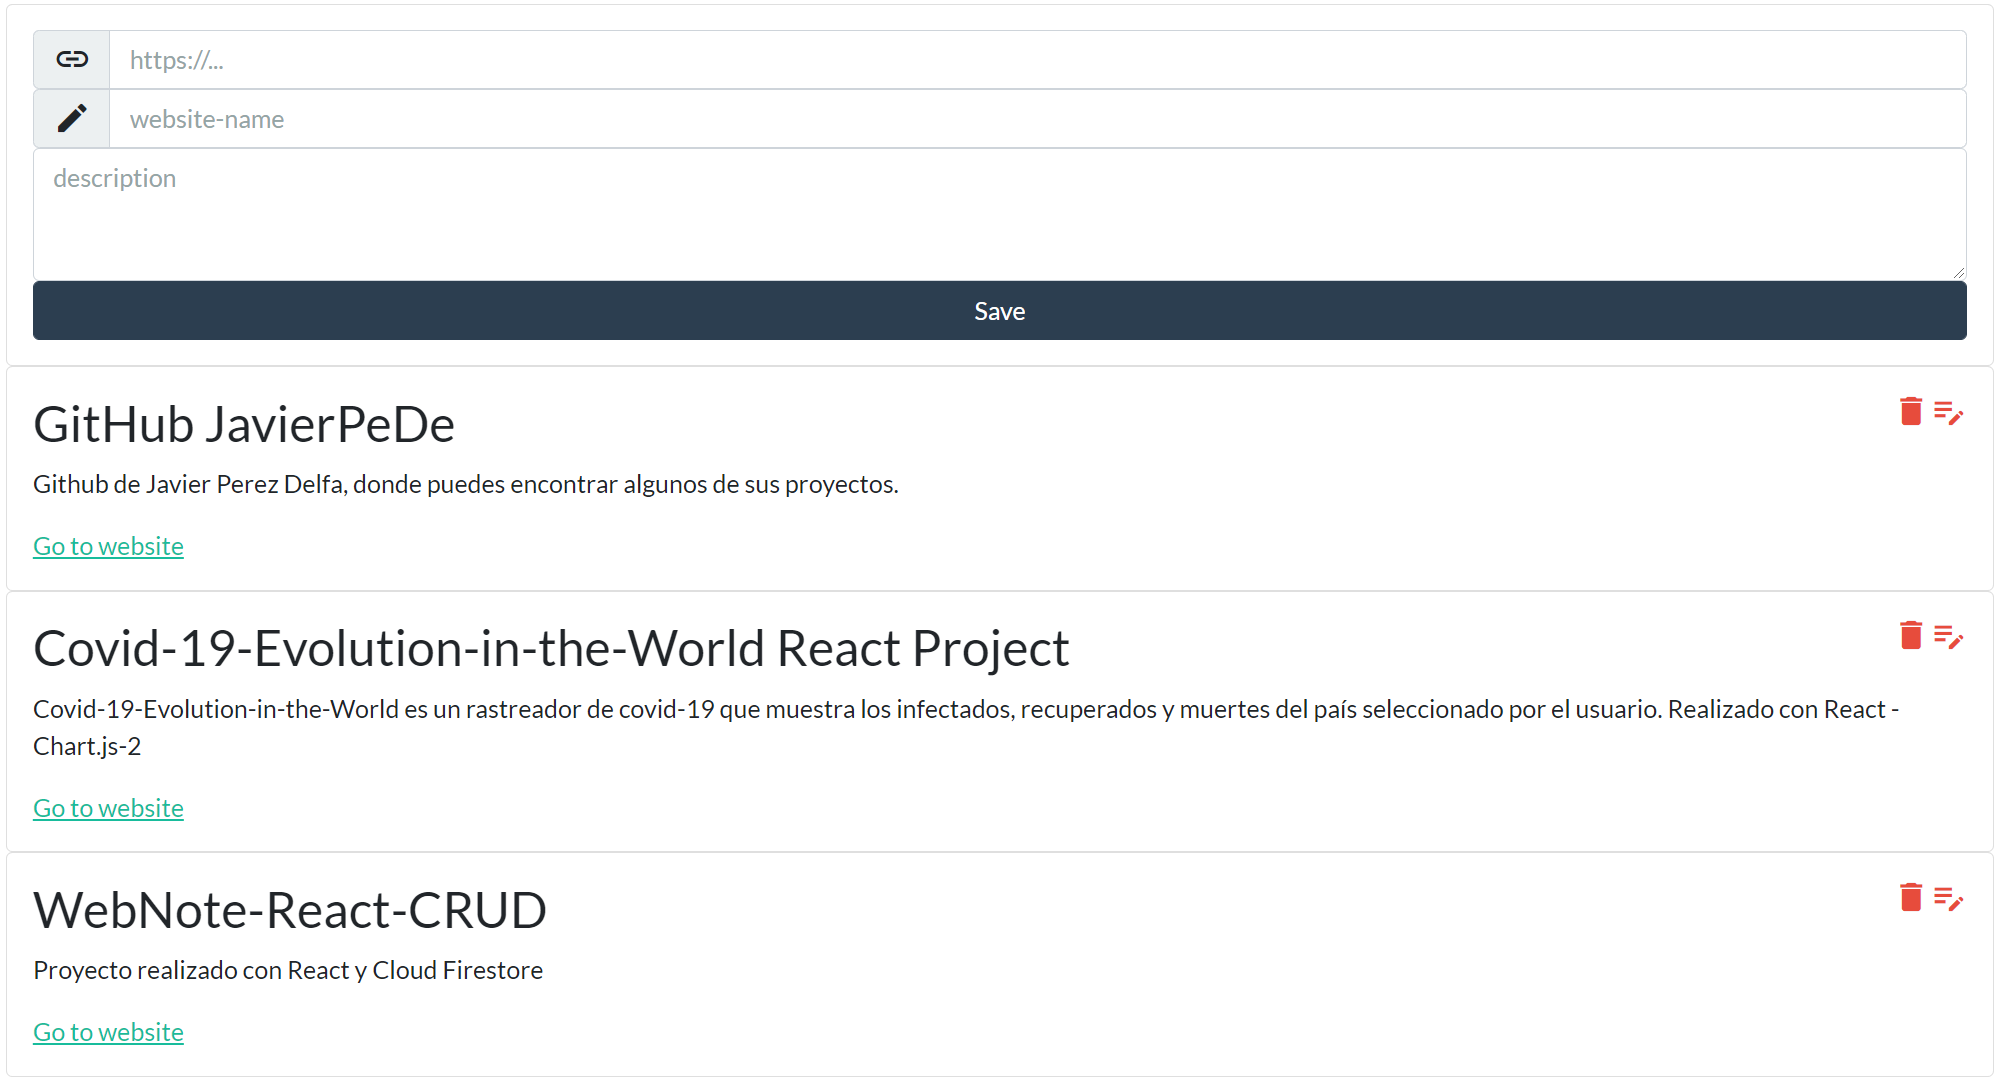 https://...
website-name
description
Save
GitHub JavierPeDe
Github de Javier Perez Delfa, donde puedes encontrar algunos de sus proyectos.
Go to website
Covid-19-Evolution-in-the-World React Project
Covid-19-Evolution-in-the-World es un rastreador de covid-19 que muestra los infectados, recuperados y muertes del país seleccionado por el usuario. Realizado con React -
Chart.js-2
Go to website
WebNote-React-CRUD
Proyecto realizado con React y Cloud Firestore
Go to website